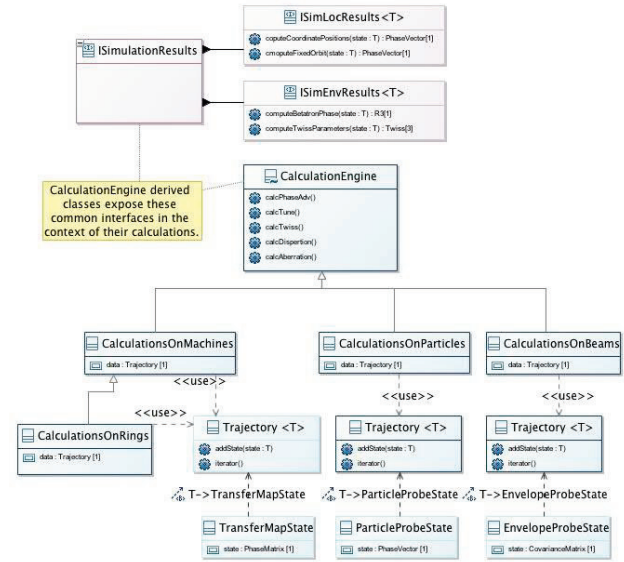 ISimLocResults <T>
coputeCoordinatePositions(state : T) : PhaseVector[1]
cmoputeFixedOrbit(state : T) : PhaseVector[1]
ISimulationResults
ISimEnvResults <T>
computeBetatronPhase(state : T) : R3[1]
computeTwissParameters(state : T) : Twiss[3]
CalculationEngine derived
classes expose these
common interfaces in the
context of their calculations.
CalculationEngine
calcPhaseAdv()
calcTune()
calcTwiss()
calcDispertion()
calcAberration()
CalculationsOnMachines
data : Trajectory [1]
CalculationsOnParticles
data : Trajectory [1]
CalculationsOnBeams
data : Trajectory [1]
<<use>>
<<use>>
<<use>>
<<use>>
CalculationsOnRings
data : Trajectory [1]
Trajectory <T>
addState(state : T)
iterator()
Trajectory <T>
addState(state : T)
iterator()
Trajectory <T>
addState(state : T)
iterator()
T->TransferMapState
T->ParticleProbeState
T->EnvelopeProbeState
TransferMapState
state : PhaseMatrix [1]
ParticleProbeState
state : PhaseVector [1]
EnvelopeProbeState
state : CovarianceMatrix [1]